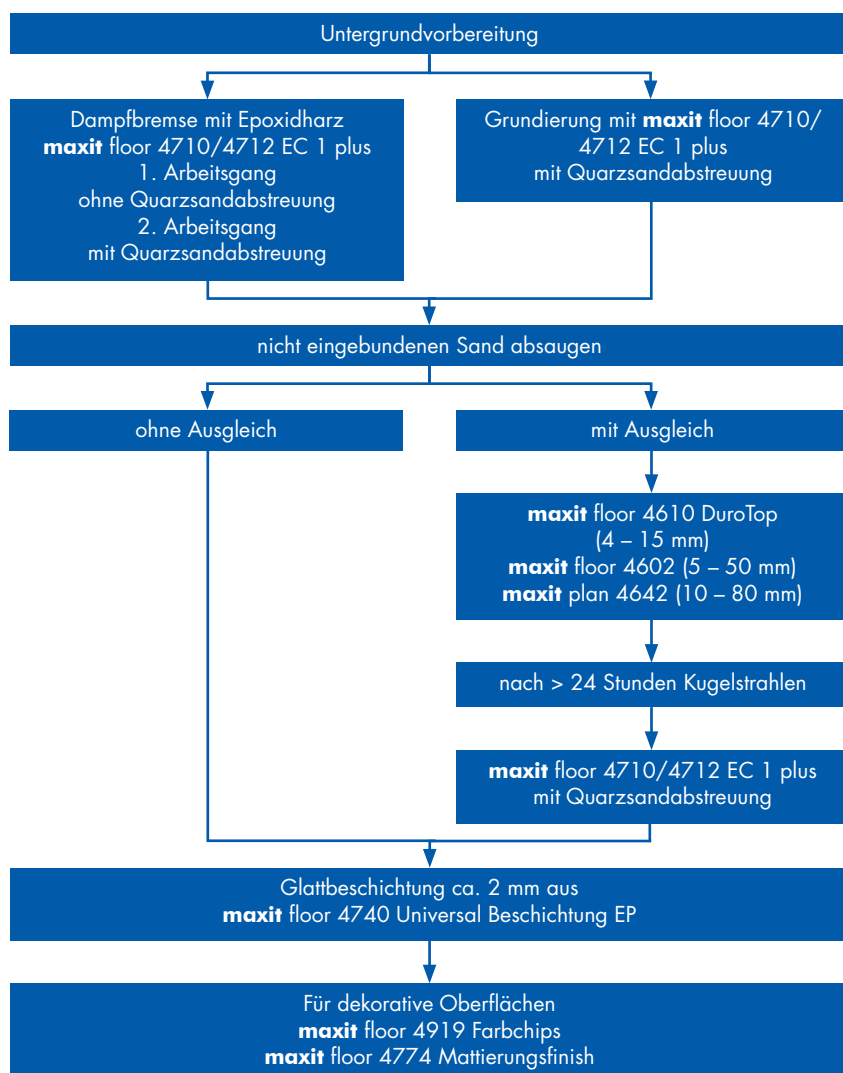 Untergrundvorbereitung
Dampfbremse mit Epoxidharz
maxit floor 4710/4712 EC 1 plus
1. Arbeitsgang
ohne Quarzsandabstreuung
2. Arbeitsgang
mit Quarzsandabstreuung
Grundierung mit maxit floor 4710/
4712 EC 1 plus
mit Quarzsandabstreuung
nicht eingebundenen Sand absaugen
ohne Ausgleich
mit Ausgleich
maxit floor 4610 DuroTop
(4 – 15 mm)
maxit floor 4602 (5 – 50 mm)
maxit plan 4642 (10 – 80 mm)
nach > 24 Stunden Kugelstrahlen
maxit floor 4710/4712 EC 1 plus
mit Quarzsandabstreuung
Glattbeschichtung ca. 2 mm aus
maxit floor 4740 Universal Beschichtung EP
Für dekorative Oberflächen
maxit floor 4919 Farbchips
maxit floor 4774 Mattierungsfinish